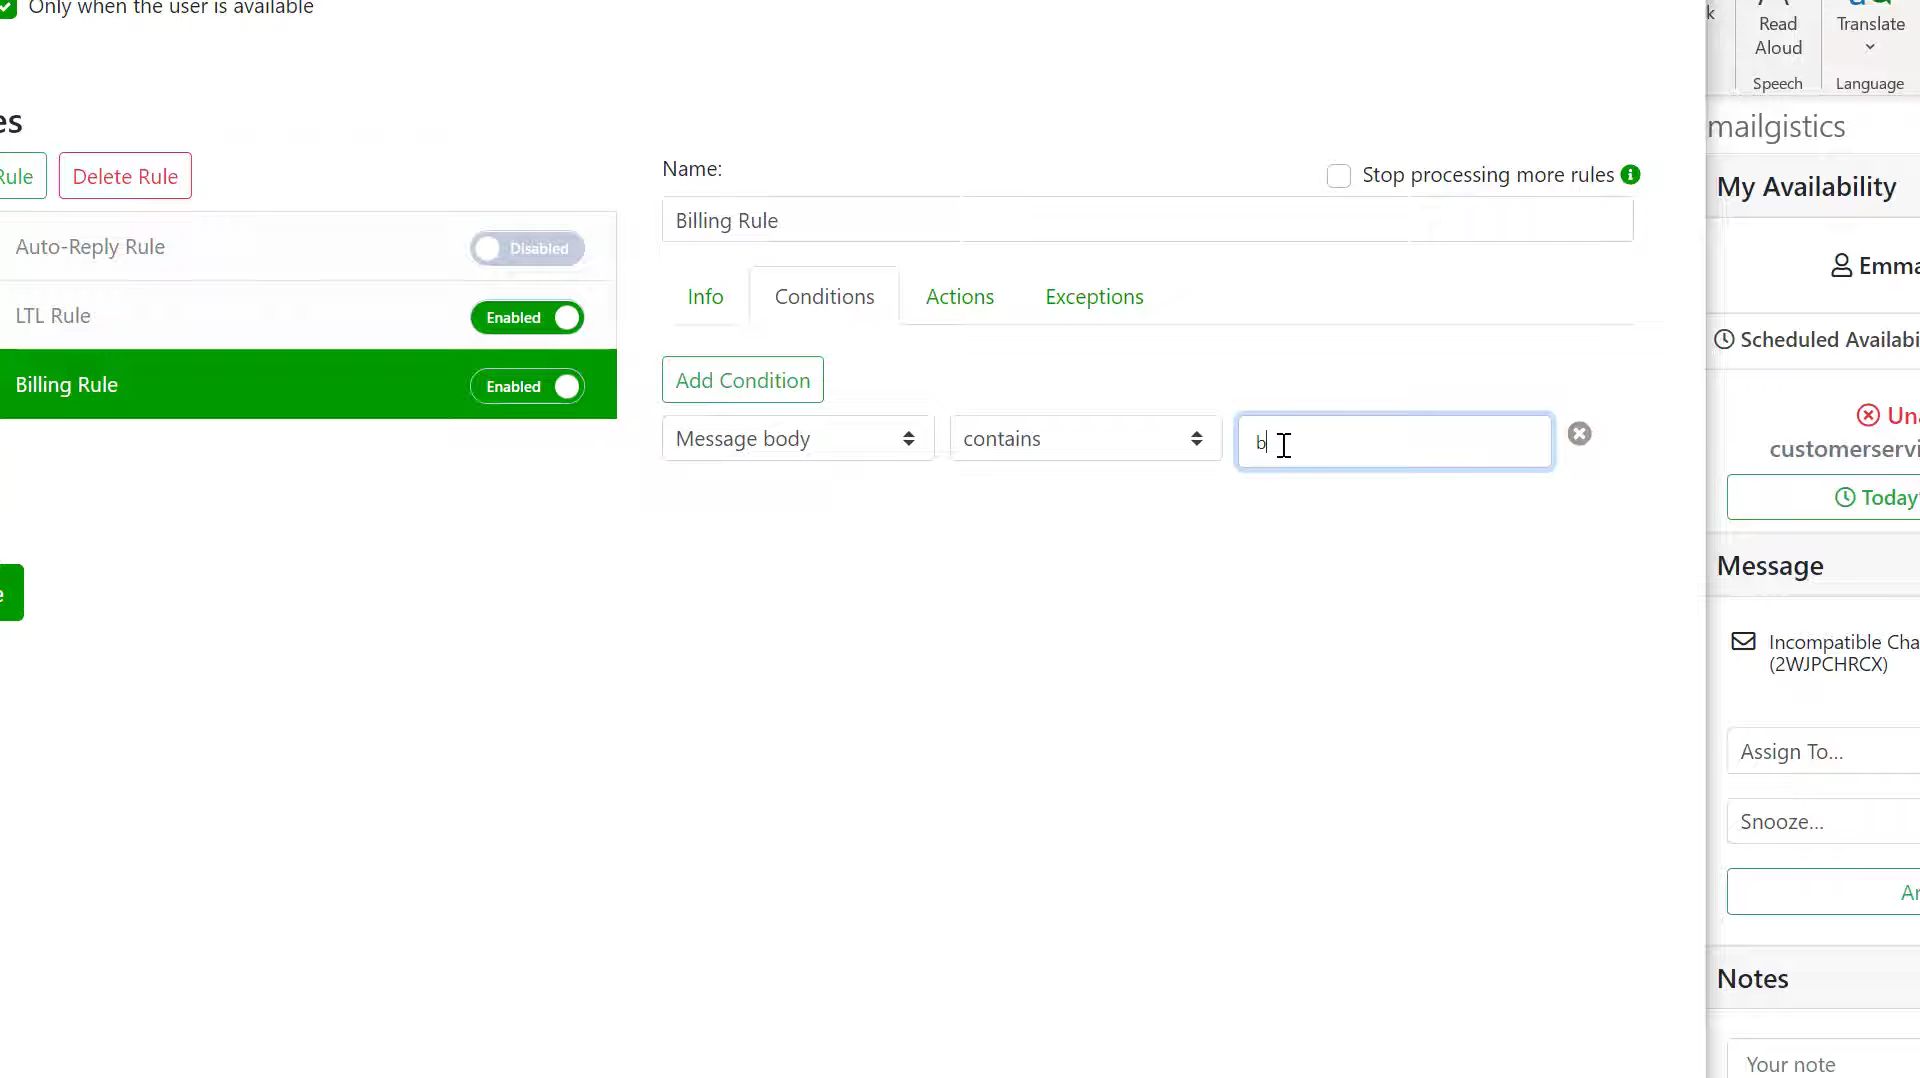 Only when the user is available
es
Rule
Delete Rule
Auto-Reply Rule
Disabled
LTL Rule
Enabled
Billing Rule
Enabled
e
Name:
Stop processing more rules
Billing Rule
Info
Conditions
Actions
Exceptions
Add Condition
Message body
contains
b
k
Read
Aloud
Translate
Speech
Language
mailgistics
My Availability
Emma
Scheduled Availabi
Una
customerservi
Today'
Message
Incompatible Cha
(2WJPCHRCX)
Assign To...
Snooze...
Ar
Notes
Your note